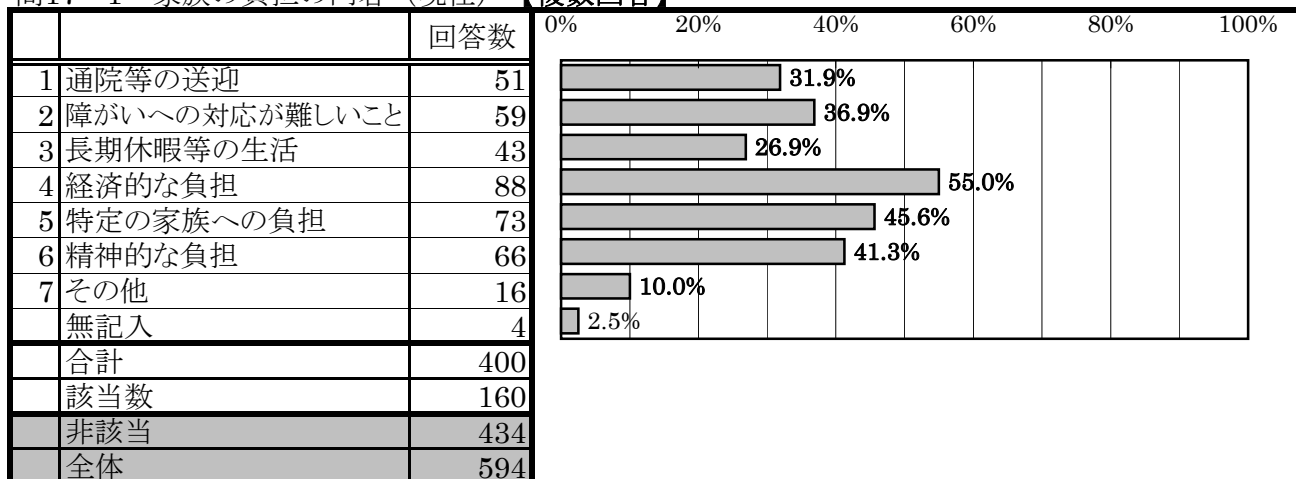 回答数 0% 20% 40% 60% 80% 100%
1 通院等の送迎 51 31.9%
2 障がいへの対応が難しいこと 59 36.9%
3 長期休暇等の生活 43 26.9%
4 経済的な負担 88 55.0%
5 特定の家族への負担 73 45.6%
6 精神的な負担 66 41.3%
7 その他 16 10.0%
無記入 4 2.5%
合計 400
該当数 160
非該当 434
全体 594